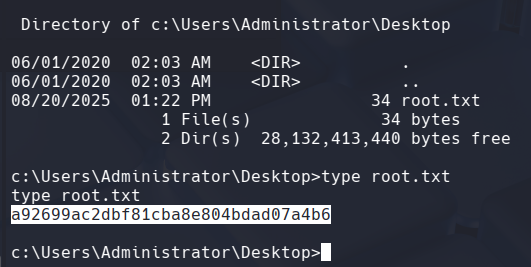 Directory of c:\Users\Administrator\Desktop
06/01/2020  02:03 AM    <DIR>          .
06/01/2020  02:03 AM    <DIR>          ..
08/20/2025  01:22 PM                34 root.txt
               1 File(s)             34 bytes
               2 Dir(s)  28,132,413,440 bytes free
c:\Users\Administrator\Desktop>type root.txt
type root.txt
a92699ac2dbf81cba8e804bdad07a4b6
c:\Users\Administrator\Desktop>